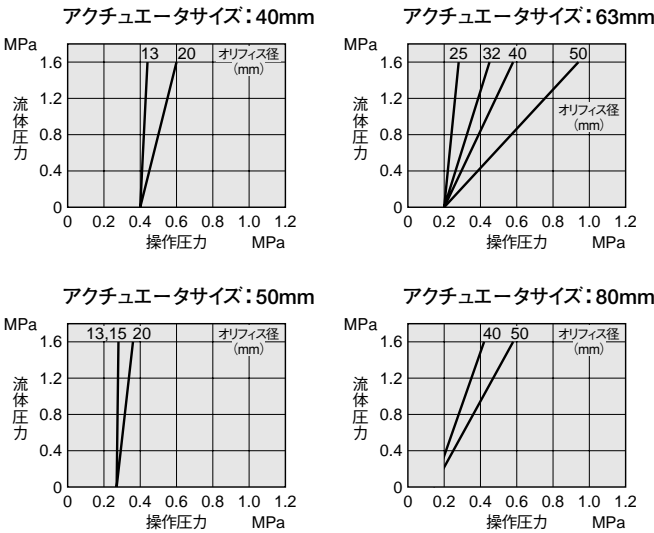 アクチュエータサイズ：40mm
MPa
13 20 オリフィス径
（mm）
1.6
1.2
0.8
0.4
0
流体圧力
0 0.2 0.4 0.6 0.8 1.0 1.2
操作圧力 MPa
アクチュエータサイズ：63mm
MPa
25 32 40 50
1.6
1.2
0.8
0.4
0
オリフィス径
（mm）
流体圧力
0 0.2 0.4 0.6 0.8 1.0 1.2
操作圧力 MPa
アクチュエータサイズ：50mm
MPa
13,15 20 オリフィス径
（mm）
1.6
1.2
0.8
0.4
0
流体圧力
0 0.2 0.4 0.6 0.8 1.0 1.2
操作圧力 MPa
アクチュエータサイズ：80mm
MPa
40 50 オリフィス径
（mm）
1.6
1.2
0.8
0.4
0
流体圧力
0 0.2 0.4 0.6 0.8 1.0 1.2
操作圧力 MPa